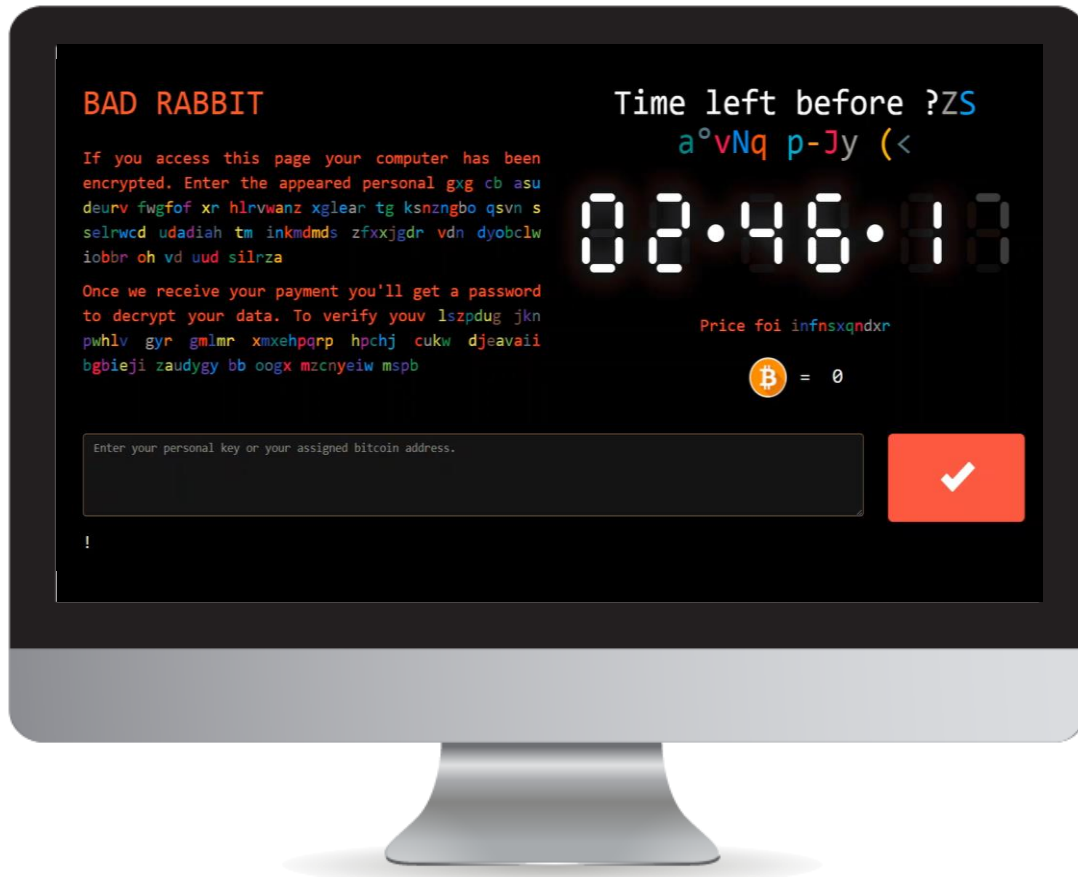 BAD RABBIT
If you access this page your computer has been
encrypted. Enter the appeared personal gxg cb asu
deurv fwgfof xr hlrvwanz xglear tg ksnzngbo qsvn s
selrwcd udadiah tm inkmdmds zfxxjgdr vdn dyobclw
iobbr oh vd uud silrza
Once we receive your payment you'll get a password
to decrypt your data. To verify youv lszpdug jkn
pwhlv gyr gmlmr xmxehpqrp hpchj cukw djeavaii
bgbieji zaudygy bb oogx mzcnyeiw mspb
Time left before ?ZS
a°vNq p-Jy (<
02.46.1
Price foi infnsxqndxr
= 0
Enter your personal key or your assigned bitcoin address.
!